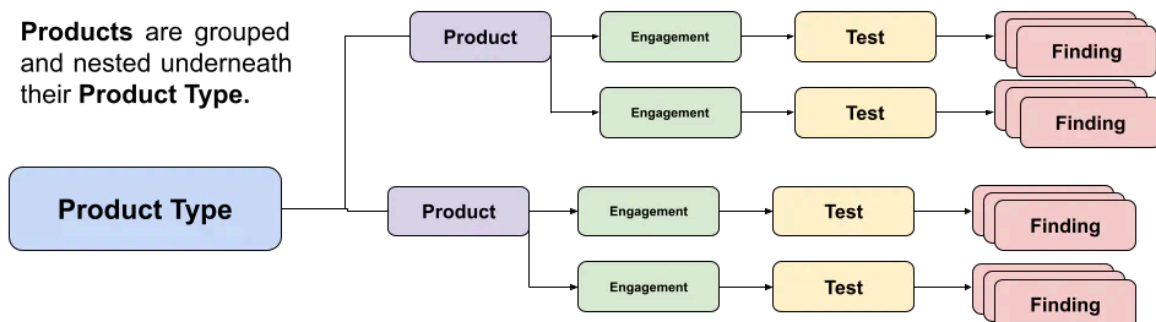 Products are grouped
and nested underneath
their Product Type.
Product
Engagement
Test
Finding
Engagement
Test
Finding
Product Type
Product
Engagement
Test
Finding
Engagement
Test
Finding